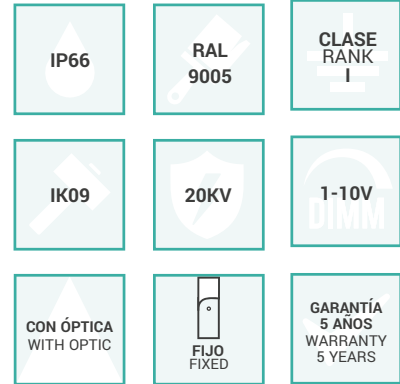 IP66
RAL
9005
CLASE
RANK
I
IK09
20KV
1-10V
DIMM
CON ÓPTICA
WITH OPTIC
FIJO
FIXED
GARANTÍA
5 AÑOS
WARRANTY
5 YEARS